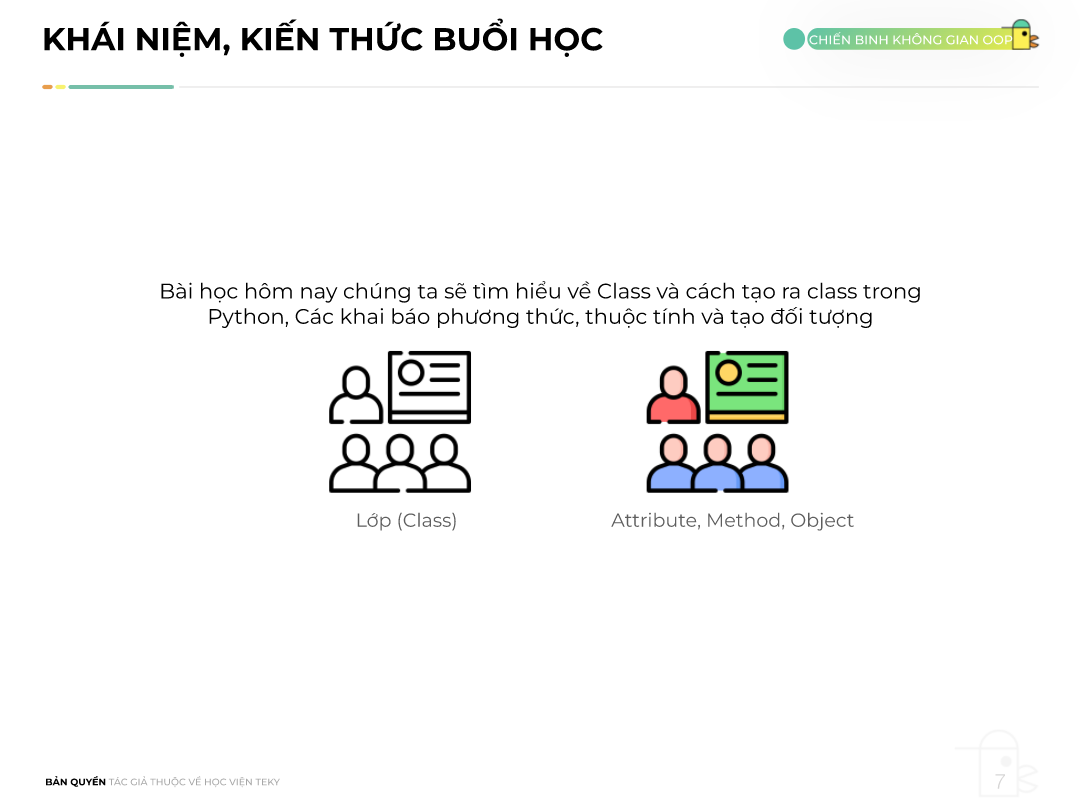 KHÁI NIỆM, KIẾN THỨC BUỔI HỌC
CHIẾN BINH KHÔNG GIAN OOP
Bài học hôm nay chúng ta sẽ tìm hiểu về Class và cách tạo ra class trong
Python, Các khai báo phương thức, thuộc tính và tạo đối tượng
Lớp (Class)
Attribute, Method, Object
BẢN QUYỀN TÁC GIẢ THUỘC VỀ HỌC VIỆN TEKY
7